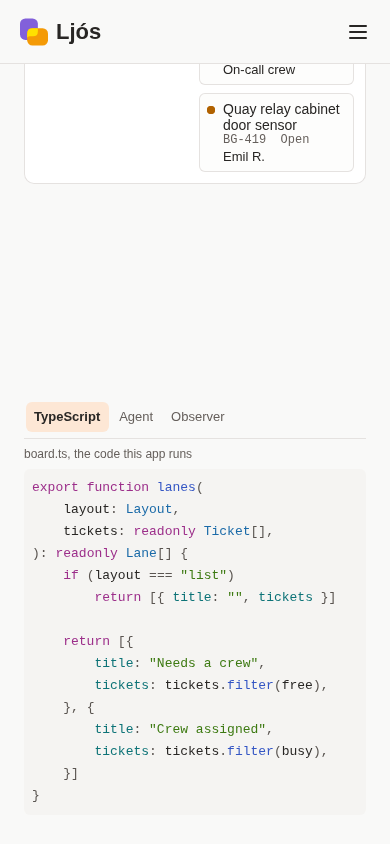 Ljós
On-call crew
Quay relay cabinet
door sensor
BG-419 Open
Emil R.
TypeScript Agent Observer
board.ts, the code this app runs
export function lanes(
    layout: Layout,
    tickets: readonly Ticket[],
): readonly Lane[] {
    if (layout === "list")
        return [{ title: "", tickets }]

    return [{
        title: "Needs a crew",
        tickets: tickets.filter(free),
    }, {
        title: "Crew assigned",
        tickets: tickets.filter(busy),
    }]
}